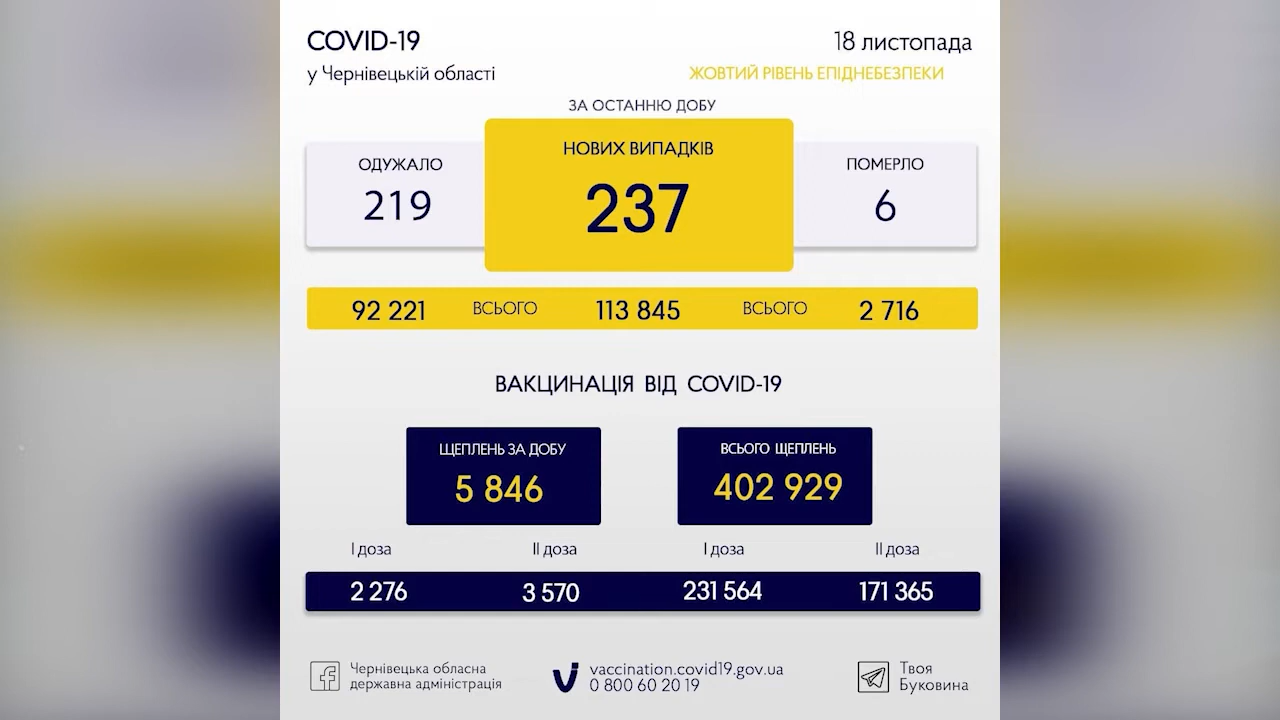 COVID-19
18 листопада
у Чернівецькій області
ЖОВТИЙ РІВЕНЬ ЕПІДНЕБЕЗПЕКИ
ЗА ОСТАННЮ ДОБУ
ОДУЖАЛО
219
НОВИХ ВИПАДКІВ
237
ПОМЕРЛО
6
92 221 ВСЬОГО 113 845 ВСЬОГО 2 716
ВАКЦИНАЦІЯ ВІД COVID-19
ЩЕПЛЕНЬ ЗА ДОБУ
5 846
ВСЬОГО ЩЕПЛЕНЬ
402 929
І доза ІІ доза І доза ІІ доза
2 276 3 570 231 564 171 365
Чернівецька обласна
державна адміністрація
vaccination.covid19.gov.ua
0 800 60 20 19
Твоя
Буковина